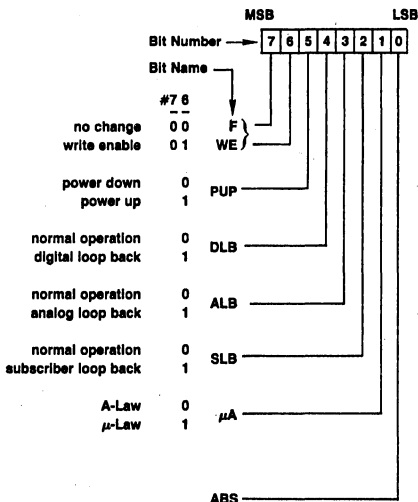 MSB LSB
Bit Number 7 6 5 4 3 2 1 0
Bit Name
#7 6
no change 0 0 F
write enable 0 1 WE
power down 0
power up 1 PUP
normal operation 0
digital loop back 1 DLB
normal operation 0
analog loop back 1 ALB
normal operation 0
subscriber loop back 1 SLB
A-Law 0
μ-Law 1 μA
ABS